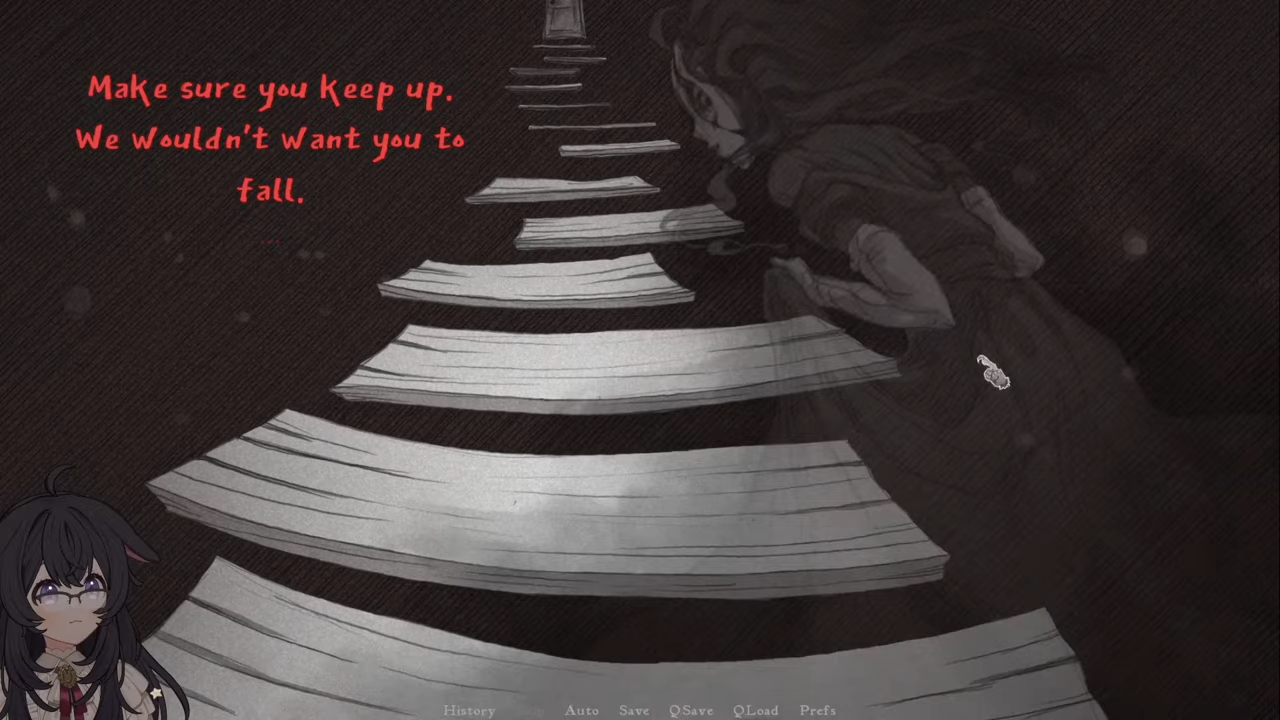 Make sure you keep up.
We wouldn't want you to
fall.
...
History Auto Save QSave QLoad Prefs